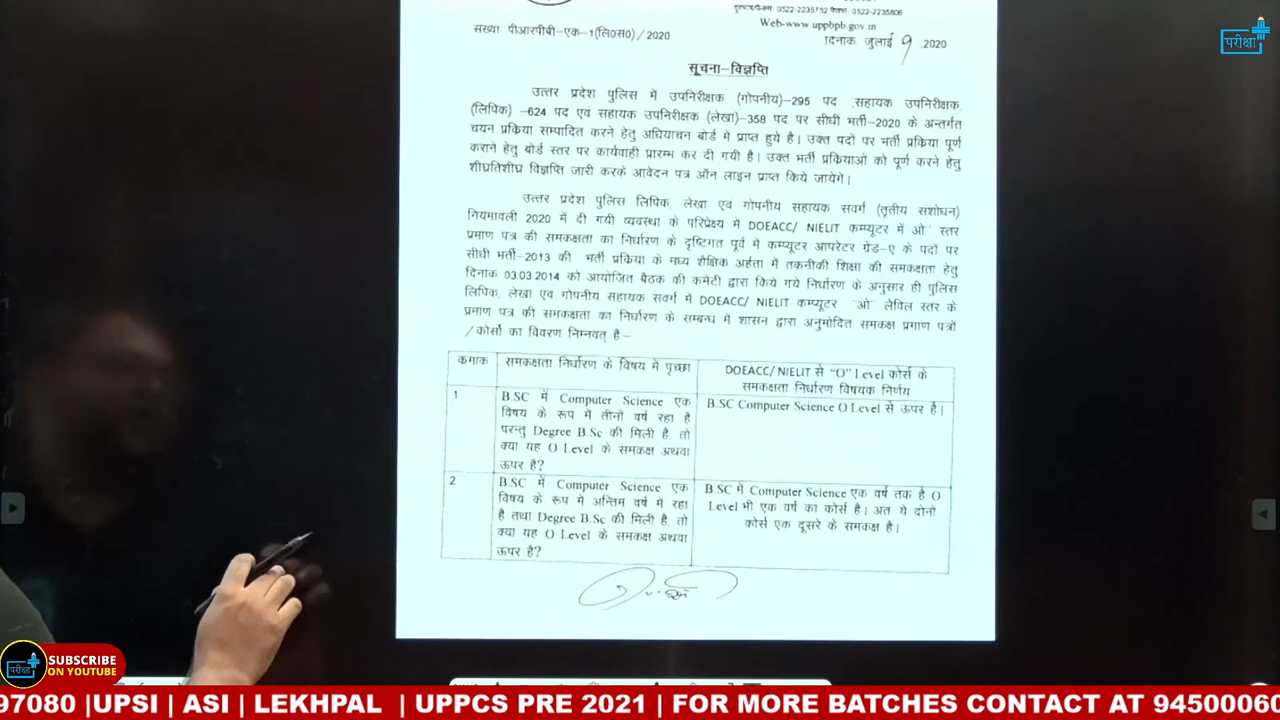 दूरभाष/फैक्स 0522-2235752 फैक्स: 0522-2235806
Web-www uppbpb.gov.in
संख्या पीआरपीबी-एक-1(लि0सं0)/2020
दिनांक जुलाई 9 .2020
परीक्षा
सूचना-विज्ञप्ति
उत्तर प्रदेश पुलिस में उपनिरीक्षक (गोपनीय)-295 पद ,सहायक उपनिरीक्षक,
(लिपिक) -624 पद एवं सहायक उपनिरीक्षक (लेखा)-358 पद पर सीधी भर्ती-2020 के अन्तर्गत
चयन प्रक्रिया सम्पादित करने हेतु अधियाचन बोर्ड में प्राप्त हुये है। उक्त पदों पर भर्ती प्रक्रिया पूर्ण
कराने हेतु बोर्ड स्तर पर कार्यवाही प्रारम्भ कर दी गयी है। उक्त भर्ती प्रक्रियाओं को पूर्ण करने हेतु
शीघ्रतिशीघ्र विज्ञप्ति जारी करके आवेदन पत्र ऑन लाइन प्राप्त किये जायेगें।
उत्तर प्रदेश पुलिस लिपिक, लेखा एवं गोपनीय सहायक संवर्ग (तृतीय संशोधन)
नियमावली 2020 में दी गयी व्यवस्था के परिप्रेक्ष्य में DOEACC/ NIELIT कम्प्यूटर में ओ" स्तर
प्रमाण पत्र की समकक्षता का निर्धारण के दृष्टिगत पूर्व में कम्प्यूटर आपरेटर ग्रेड-ए के पदों पर
सीधी भर्ती-2013 की भर्ती प्रक्रिया के मध्य शैक्षिक अर्हता में तकनीकी शिक्षा की समकक्षता हेतु
दिनांक 03.03.2014 को आयोजित बैठक की कमेटी द्वारा किये गये निर्धारण के अनुसार ही पुलिस
लिपिक, लेखा एवं गोपनीय सहायक संवर्ग में DOEACC/ NIELIT कम्प्यूटर "ओ" लेविल स्तर के
प्रमाण पत्र की समकक्षता का निर्धारण के सम्बन्ध में शासन द्वारा अनुमोदित समकक्ष प्रमाण पत्रों
/कोर्सो का विवरण निम्नवत् है-
क्रमांक
समकक्षता निर्धारण के विषय में पृच्छा
DOEACC/ NIELIT से "O" Level कोर्स के
समकक्षता निर्धारण विषयक निर्णय
1
B.SC में Computer Science एक
विषय के रूप में तीनों वर्ष रहा है
परन्तु Degree B.Sc की मिली है, तो
क्या यह O Level के समकक्ष अथवा
ऊपर है?
B.SC Computer Science O Level से ऊपर है।
2
B.SC में Computer Science एक
विषय के रूप में अन्तिम वर्ष में रहा
है तथा Degree B.Sc की मिली है, तो
क्या यह O Level के समकक्ष अथवा
ऊपर है?
B.SC में Computer Science एक वर्ष तक है O
Level भी एक वर्ष का कोर्स है। अत ये दोनों
कोर्स एक दूसरे के समकक्ष है।
परीक्षा
SUBSCRIBE
ON YOUTUBE
97080 |UPSI | ASI | LEKHPAL | UPPCS PRE 2021 | FOR MORE BATCHES CONTACT AT 94500060